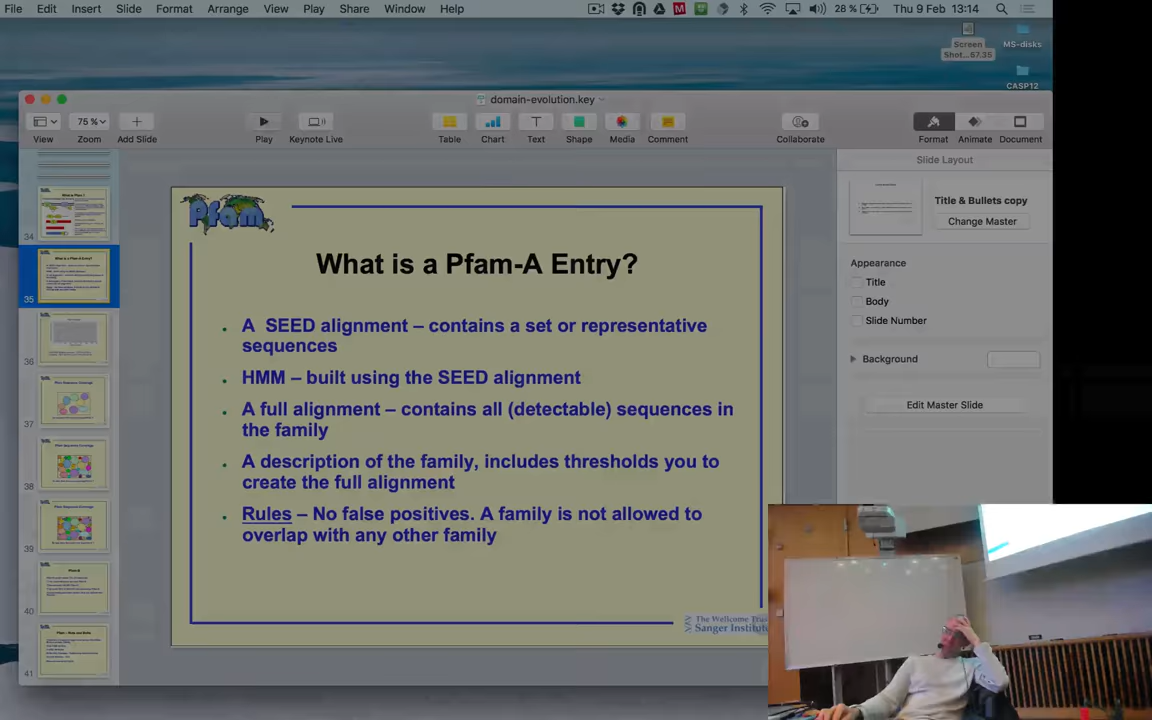 File Edit Insert Slide Format Arrange View Play Share Window Help 28 % Thu 9 Feb 13:14
Screen Shot...67.35
MS-disks
CASP12
domain-evolution.key
75 %
View Zoom Add Slide Play Keynote Live Table Chart Text Shape Media Comment Collaborate Format Animate Document
Slide Layout
Title & Bullets copy
Change Master
Appearance
Title
Body
Slide Number
Background
Edit Master Slide
34
35
36
37
38
39
40
41
Pfam
What is a Pfam-A Entry?
A SEED alignment – contains a set or representative
sequences
HMM – built using the SEED alignment
A full alignment – contains all (detectable) sequences in
the family
A description of the family, includes thresholds you to
create the full alignment
Rules – No false positives. A family is not allowed to
overlap with any other family
The Wellcome Trus
Sanger Institute